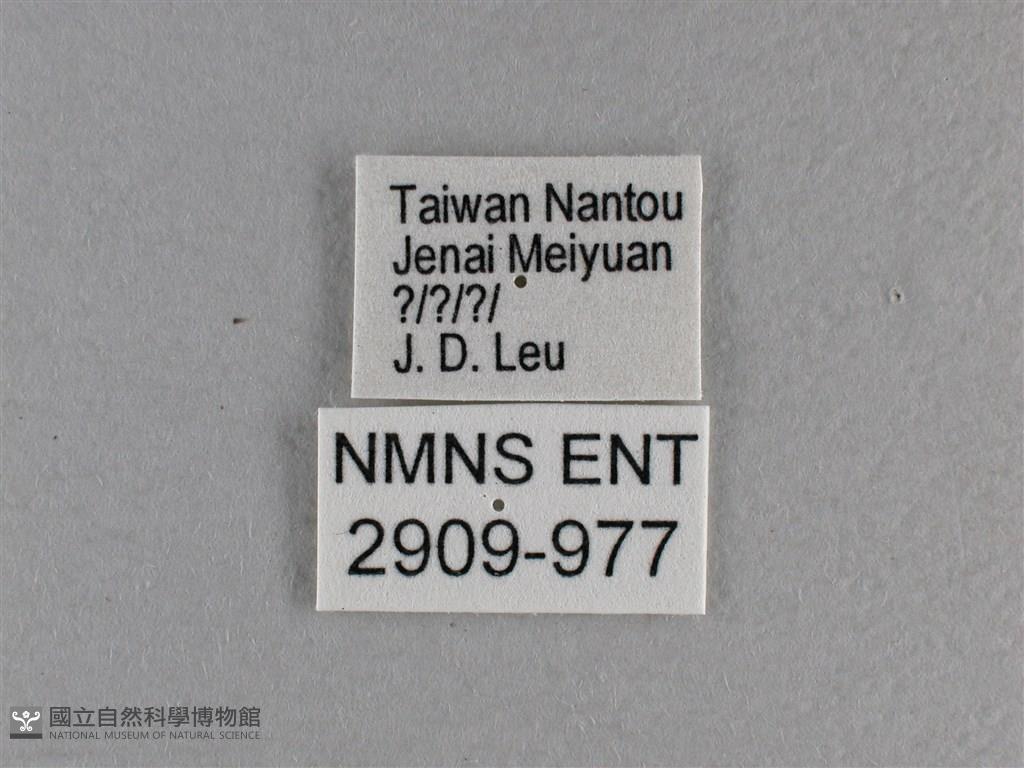 Taiwan Nantou
Jenai Meiyuan
?/?/?/
J. D. Leu
NMNS ENT
2909-977
國立自然科學博物館
NATIONAL MUSEUM OF NATURAL SCIENCE